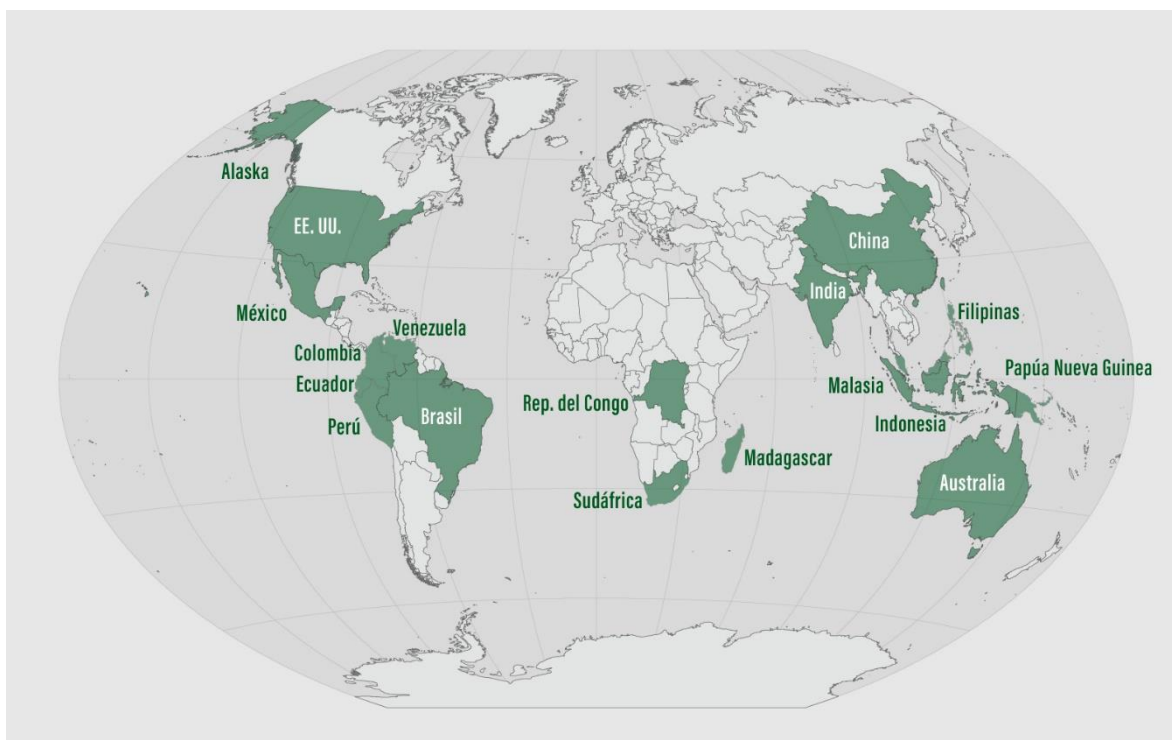 Alaska
EE. UU.
China
India
México
Venezuela
Filipinas
Colombia
Ecuador
Papúa Nueva Guinea
Malasia
Rep. del Congo
Brasil
Perú
Indonesia
Madagascar
Australia
Sudáfrica